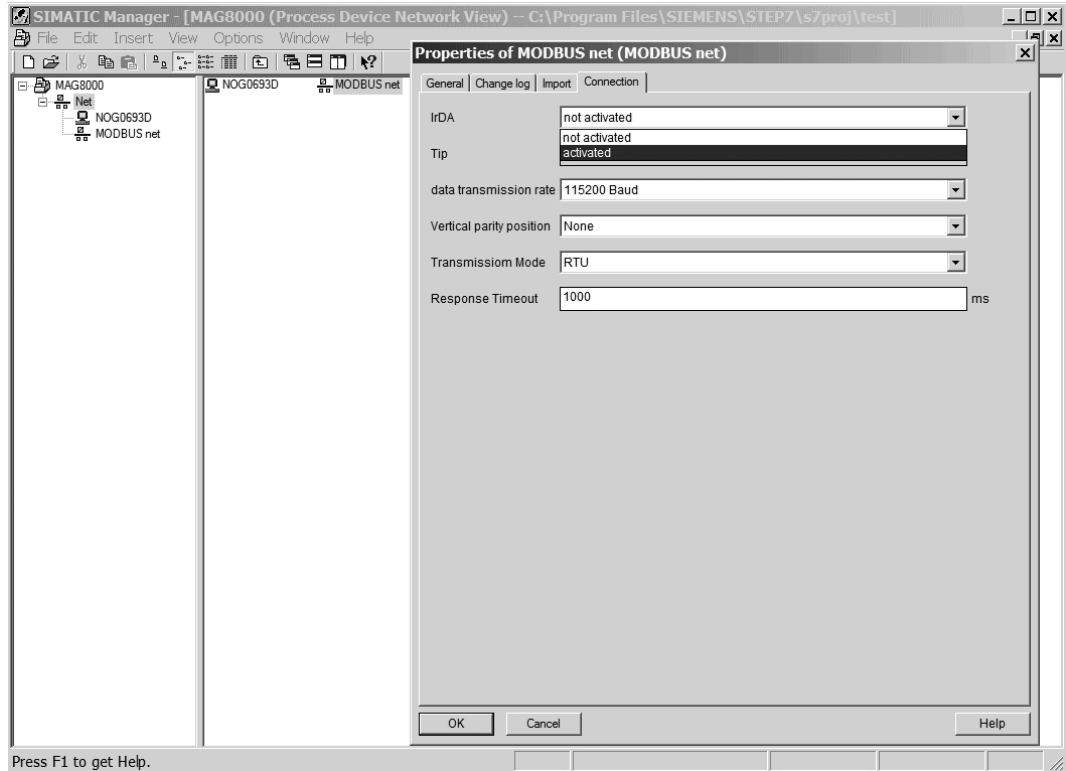 SIMATIC Manager - [MAG8000 (Process Device Network View) -- C:\Program Files\SIEMENS\STEP7\s7proj\test]
File Edit Insert View Options Window Help
MAG8000
Net
NOG0693D
MODBUS net
NOG0693D MODBUS net
Properties of MODBUS net (MODBUS net)
General Change log Import Connection
IrDA not activated
not activated
Tip activated
data transmission rate 115200 Baud
Vertical parity position None
Transmissiom Mode RTU
Response Timeout 1000 ms
OK Cancel Help
Press F1 to get Help.